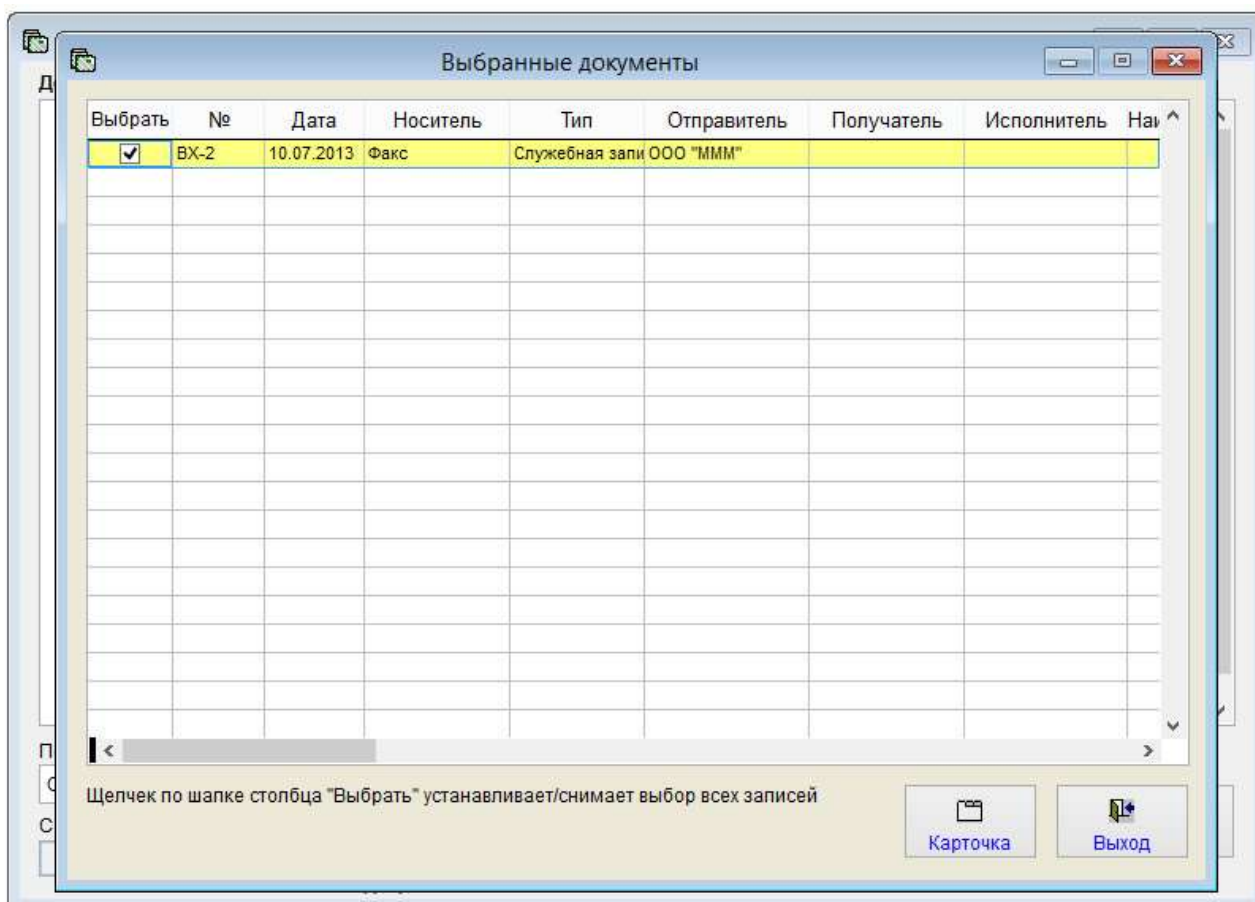 Выбранные документы
Выбрать № Дата Носитель Тип Отправитель Получатель Исполнитель
ВХ-2 10.07.2013 Факс Служебная запи ООО "МММ"
Щелчек по шапке столбца "Выбрать" устанавливает/снимает выбор всех записей
Карточка Выход